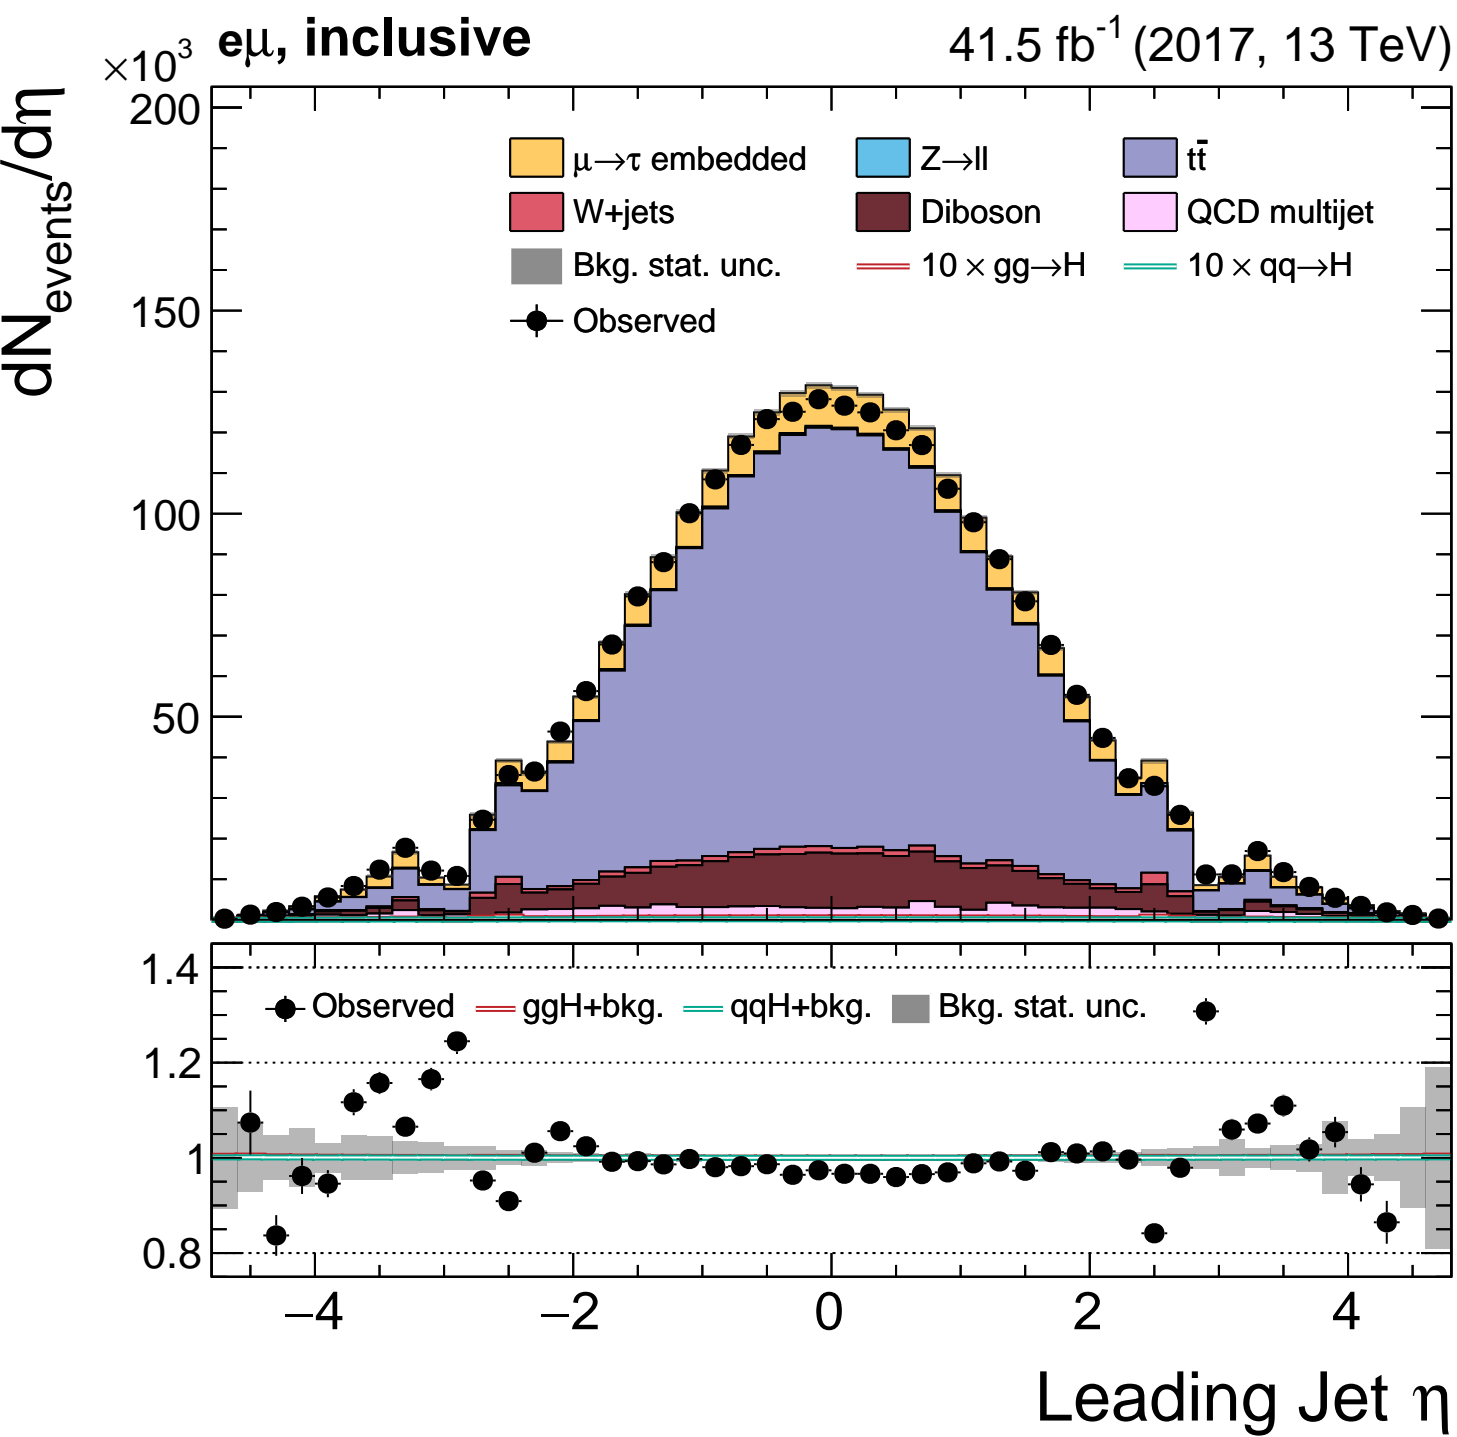 ×10³ eμ, inclusive 41.5 fb⁻¹ (2017, 13 TeV)
dN_events/dη
200
150
100
50
μ→τ embedded Z→ll tt̄
W+jets Diboson QCD multijet
Bkg. stat. unc. 10 × gg→H 10 × qq→H
Observed
1.4
1.2
1
0.8
Observed ggH+bkg. qqH+bkg. Bkg. stat. unc.
−4 −2 0 2 4
Leading Jet η